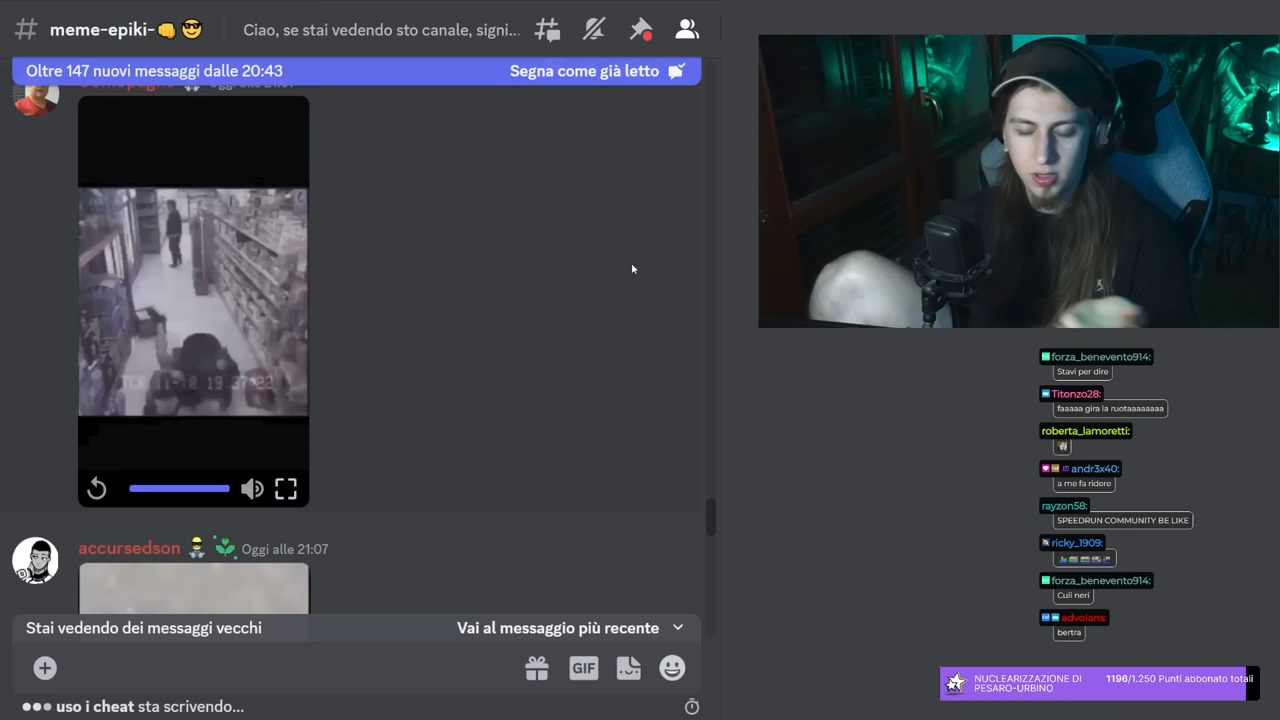 # meme-epiki-👊😎
Ciao, se stai vedendo sto canale, signi...
Oltre 147 nuovi messaggi dalle 20:43
Segna come già letto
TCR 11-18 19.37:22
accursedson Oggi alle 21:07
Stai vedendo dei messaggi vecchi
Vai al messaggio più recente
GIF
uso i cheat sta scrivendo...
forza_benevento914:
Stavi per dire
Titonzo28:
faaaaa gira la ruotaaaaaaaa
roberta_lamoretti:
andr3x40:
a me fa ridere
rayzon58:
SPEEDRUN COMMUNITY BE LIKE
ricky_1909:
forza_benevento914:
Culi neri
advolans:
bertra
NUCLEARIZZAZIONE DI
PESARO-URBINO
1196/1.250 Punti abbonato totali